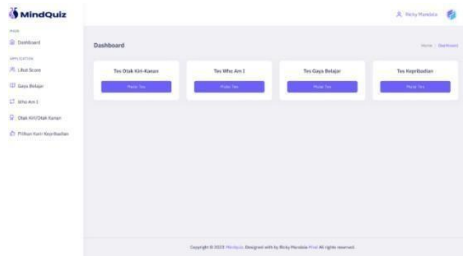 MindQuiz
Ricky Mandala
HOME
Dashboard
APPLICATION
Lihat Score
Gaya Belajar
Who Am I
Otak Kiri/Otak Kanan
Pilihan Karir Kepribadian
Dashboard
Home / Dashboard
Tes Otak Kiri-Kanan
Mulai Tes
Tes Who Am I
Mulai Tes
Tes Gaya Belajar
Mulai Tes
Tes Kepribadian
Mulai Tes
Copyright © 2023 Mindquiz. Designed with by Ricky Mandala All rights reserved.